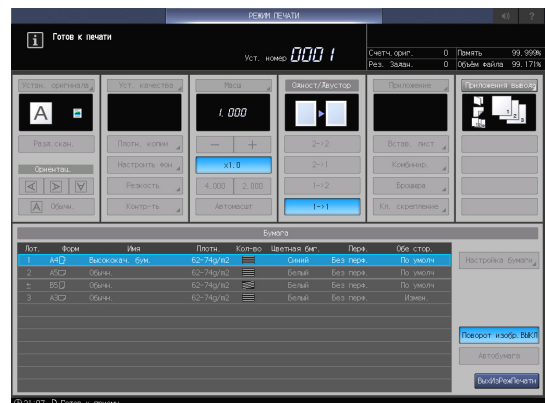 РЕЖИМ ПЕЧАТИ
Готов к печати
Уст. номер 0001
Счетч.ориг. 0
Рез. Задан. 0
Память 99.999%
Объём файла 99.171%
Устан. оригинала
Уст. качества
Масш
Одност/Двустор
Приложение
Приложения вывода
A
1.000
1 2 3
Разд.скан.
Плотн. копии
− +
2->2
Встав. лист
Ориентац.
Настроить фон
x1.0
2->1
Комбинир.
Резкость
4.000 2.000
1->2
Брошюра
A Обычн.
Контр-ть
Автомасшт
1->1
Кл. скрепление
Бумага
Лот. Форм Имя Плотн. Кол-во Цветная бмг. Перф. Обе стор.
1 A4 Высококач. бум. 62-74g/m2 Синий Без перф. По умолч
2 A5 Обычн. 62-74g/m2 Белый Без перф. По умолч
B5 Обычн. 62-74g/m2 Белый Без перф. По умолч
3 A3 Обычн. 62-74g/m2 Белый Без перф. Измен.
Настройка бумаги
Поворот изобр.ВЫКЛ
Автобумага
ВыхИзРежПечати